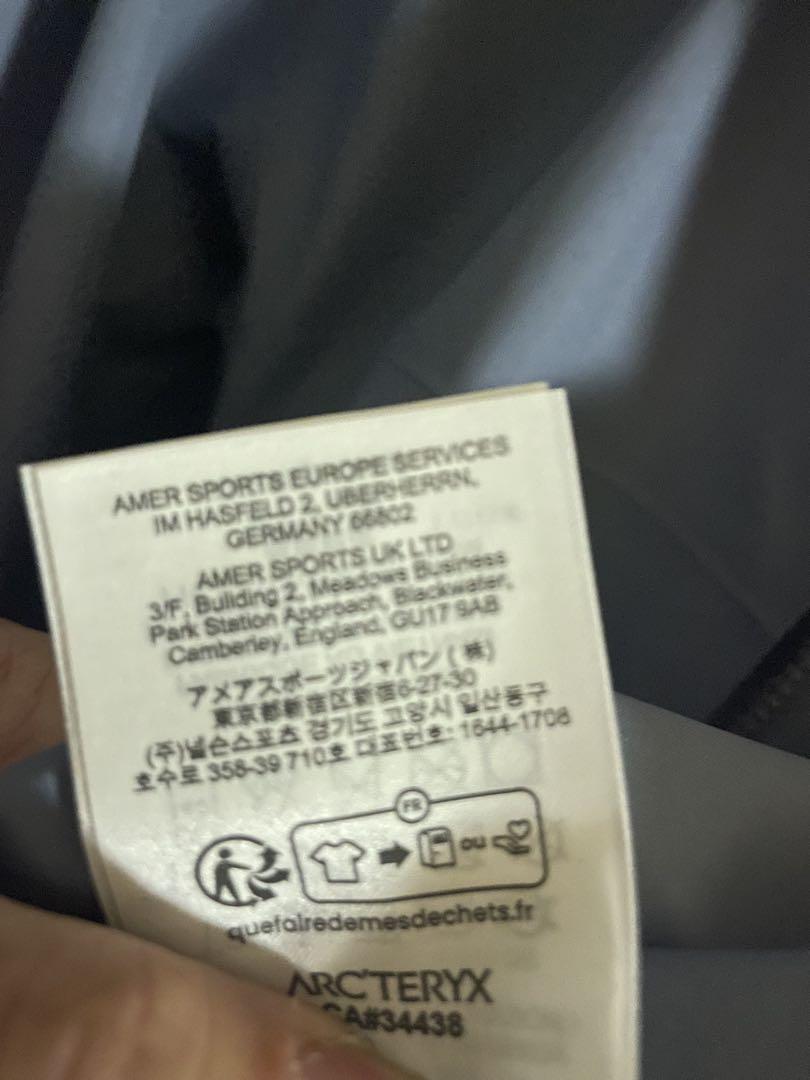 AMER SPORTS EUROPE SERVICES
IM HASFELD 2, UBERHERRN,
GERMANY 66802
AMER SPORTS UK LTD
3/F, Building 2, Meadows Business
Park Station Approach, Blackwater,
Camberley, England, GU17 9AB
アメアスポーツジャパン(株)
東京都新宿区新宿6-27-30
(주)넬슨스포츠 경기도 고양시 일산동구
호수로 358-39 710호 대표번호: 1644-1708
FR
ou
quefairedemesdechets.fr
ARC'TERYX
CA#34438